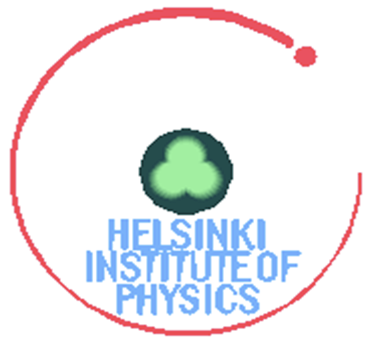 HELSINKI
INSTITUTE OF
PHYSICS